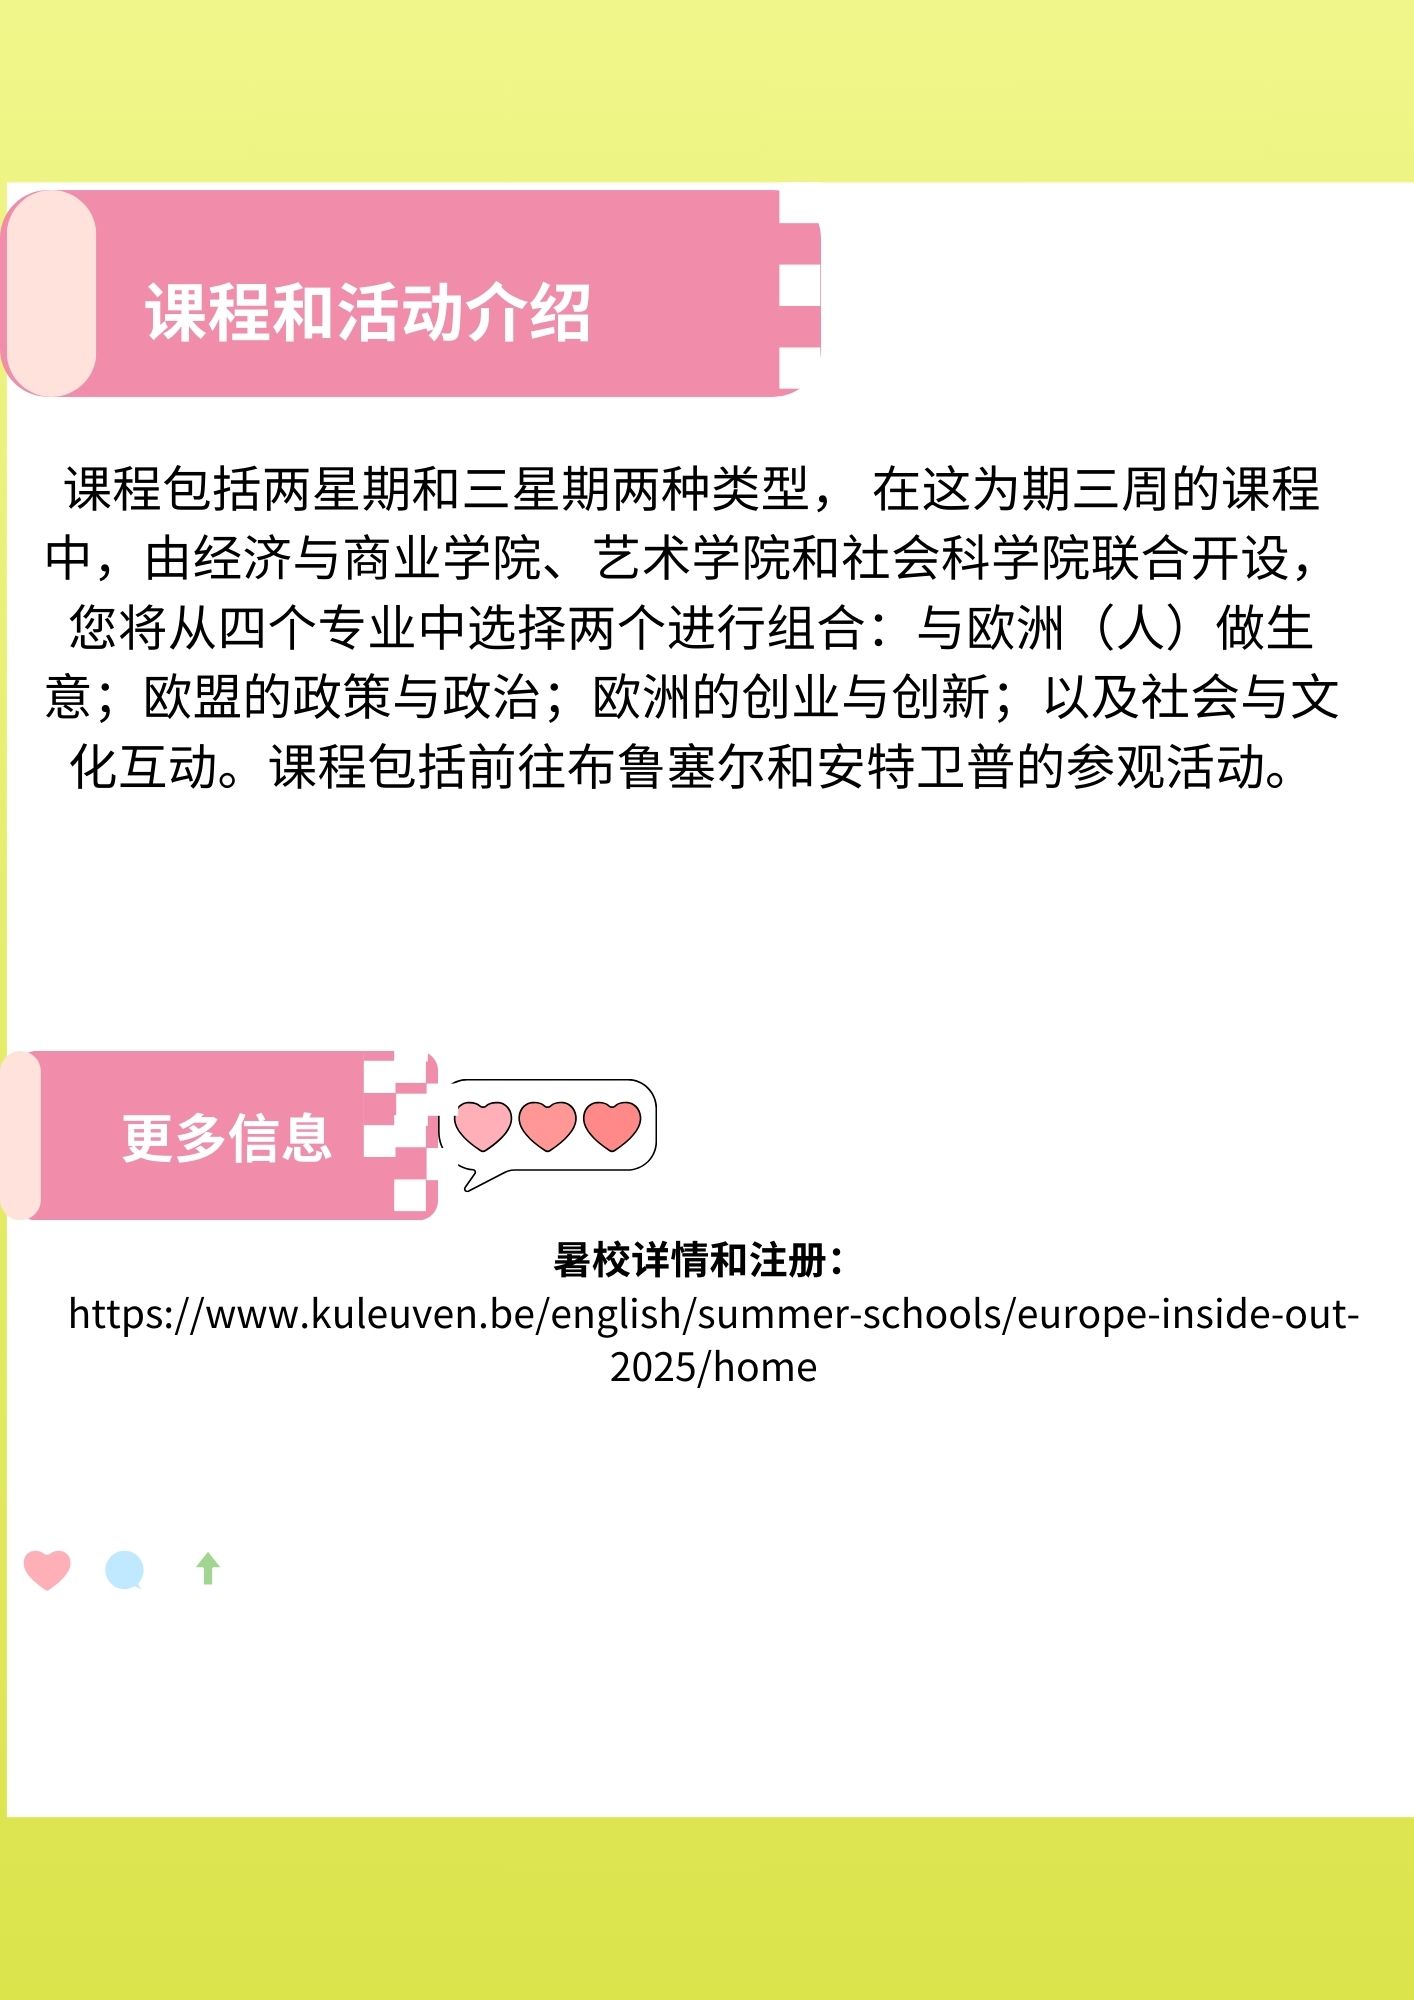 课程和活动介绍
课程包括两星期和三星期两种类型， 在这为期三周的课程
中，由经济与商业学院、艺术学院和社会科学院联合开设，
您将从四个专业中选择两个进行组合：与欧洲（人）做生
意；欧盟的政策与政治；欧洲的创业与创新；以及社会与文
化互动。课程包括前往布鲁塞尔和安特卫普的参观活动。
更多信息
暑校详情和注册：
https://www.kuleuven.be/english/summer-schools/europe-inside-out-
2025/home